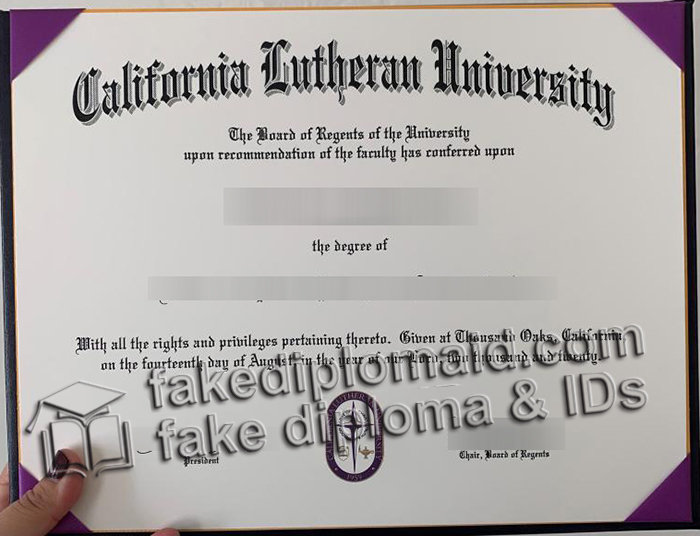 California Lutheran University
The Board of Regents of the University
upon recommendation of the faculty has conferred upon
the degree of
With all the rights and privileges pertaining thereto. Given at Thousand Oaks, California,
on the fourteenth day of August, in the year of our Lord, two thousand and twenty.
fakediplomaid.com
fake diploma & IDs
President
Chair, Board of Regents
1959